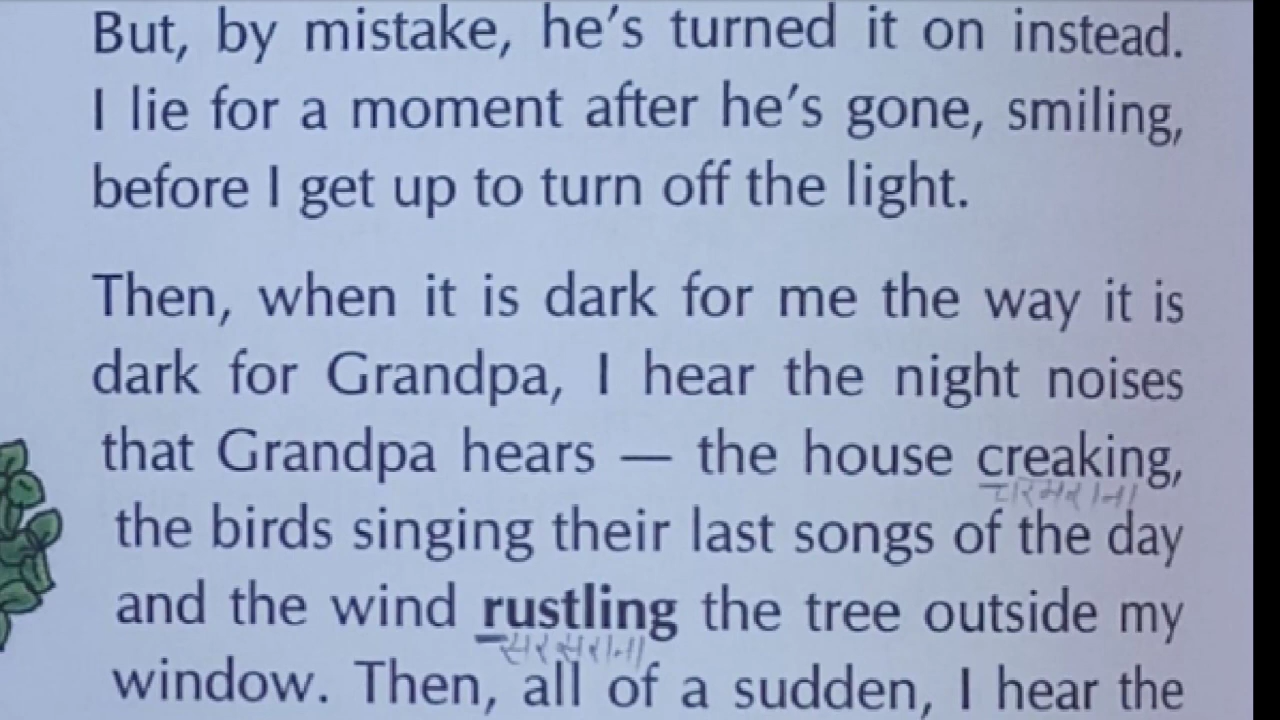 But, by mistake, he's turned it on instead.
I lie for a moment after he's gone, smiling,
before I get up to turn off the light.
Then, when it is dark for me the way it is
dark for Grandpa, I hear the night noises
that Grandpa hears — the house creaking,
the birds singing their last songs of the day
and the wind rustling the tree outside my
सरसराना
window. Then, all of a sudden, I hear the